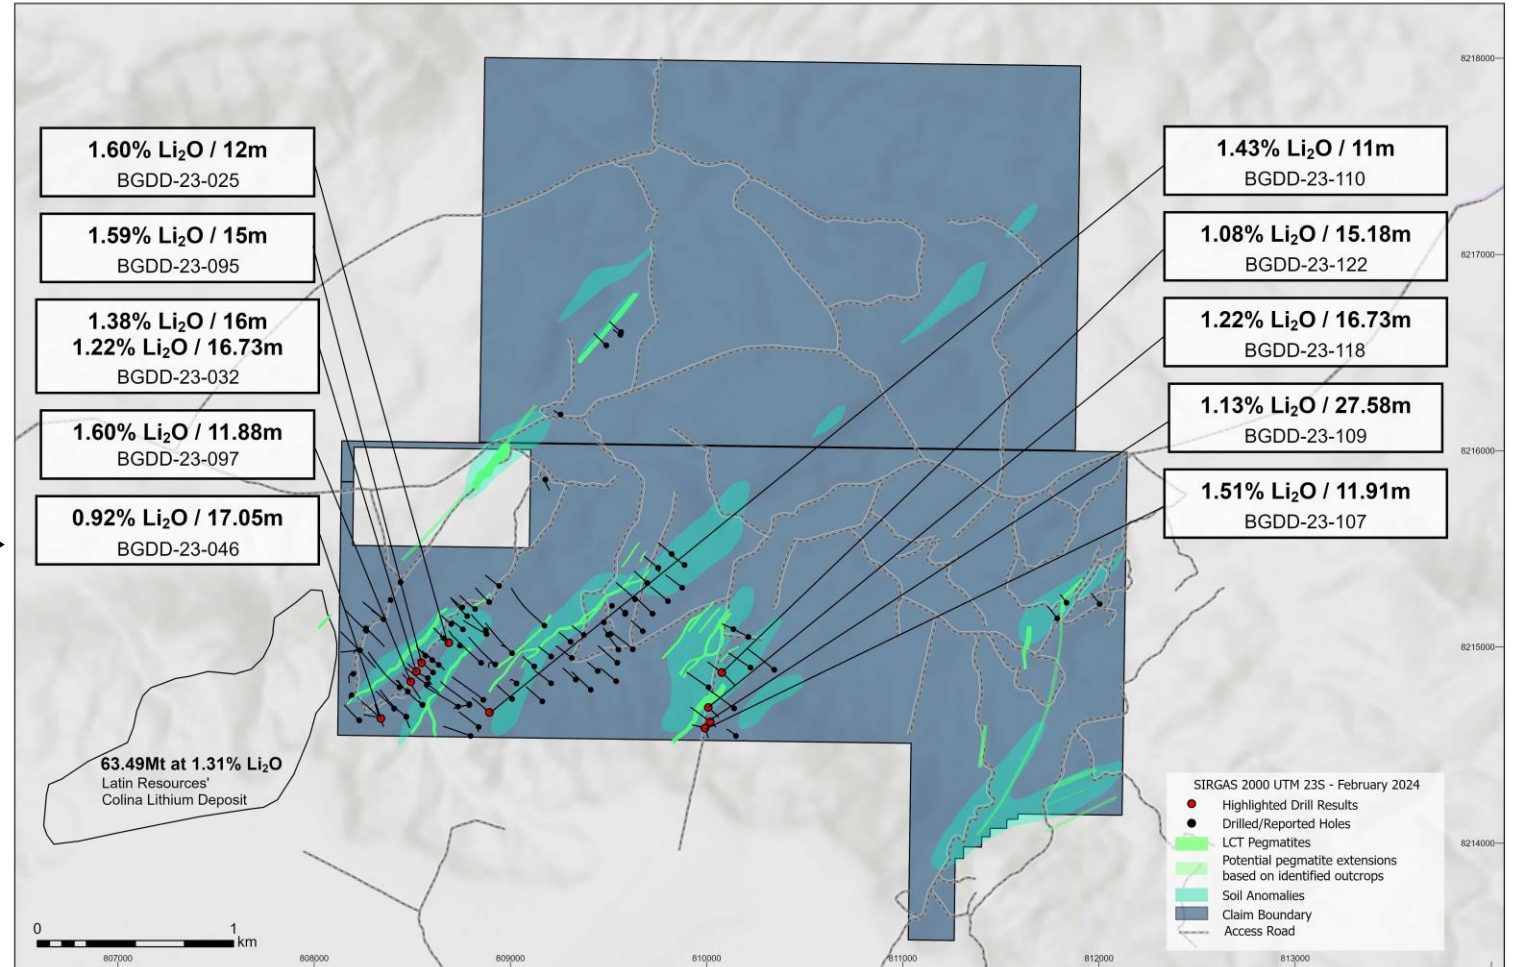 1.60% Li₂O / 12m
BGDD-23-025
1.59% Li₂O / 15m
BGDD-23-095
1.38% Li₂O / 16m
1.22% Li₂O / 16.73m
BGDD-23-032
1.60% Li₂O / 11.88m
BGDD-23-097
0.92% Li₂O / 17.05m
BGDD-23-046
1.43% Li₂O / 11m
BGDD-23-110
1.08% Li₂O / 15.18m
BGDD-23-122
1.22% Li₂O / 16.73m
BGDD-23-118
1.13% Li₂O / 27.58m
BGDD-23-109
1.51% Li₂O / 11.91m
BGDD-23-107
8218000
8217000
8216000
8215000
8214000
63.49Mt at 1.31% Li₂O
Latin Resources'
Colina Lithium Deposit
SIRGAS 2000 UTM 23S - February 2024
Highlighted Drill Results
Drilled/Reported Holes
LCT Pegmatites
Potential pegmatite extensions
based on identified outcrops
Soil Anomalies
Claim Boundary
Access Road
0 1
km
807000 808000 809000 810000 811000 812000 813000